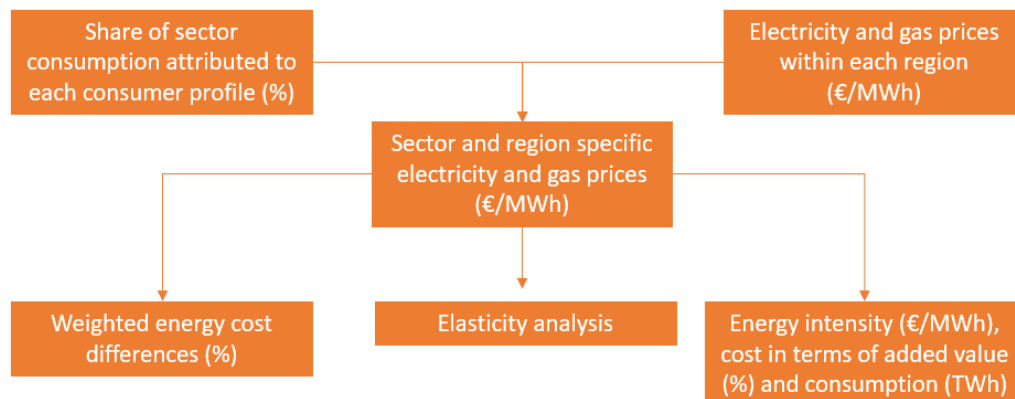 Share of sector
consumption attributed to
each consumer profile (%)
Electricity and gas prices
within each region
(€/MWh)
Sector and region specific
electricity and gas prices
(€/MWh)
Weighted energy cost
differences (%)
Elasticity analysis
Energy intensity (€/MWh),
cost in terms of added value
(%) and consumption (TWh)